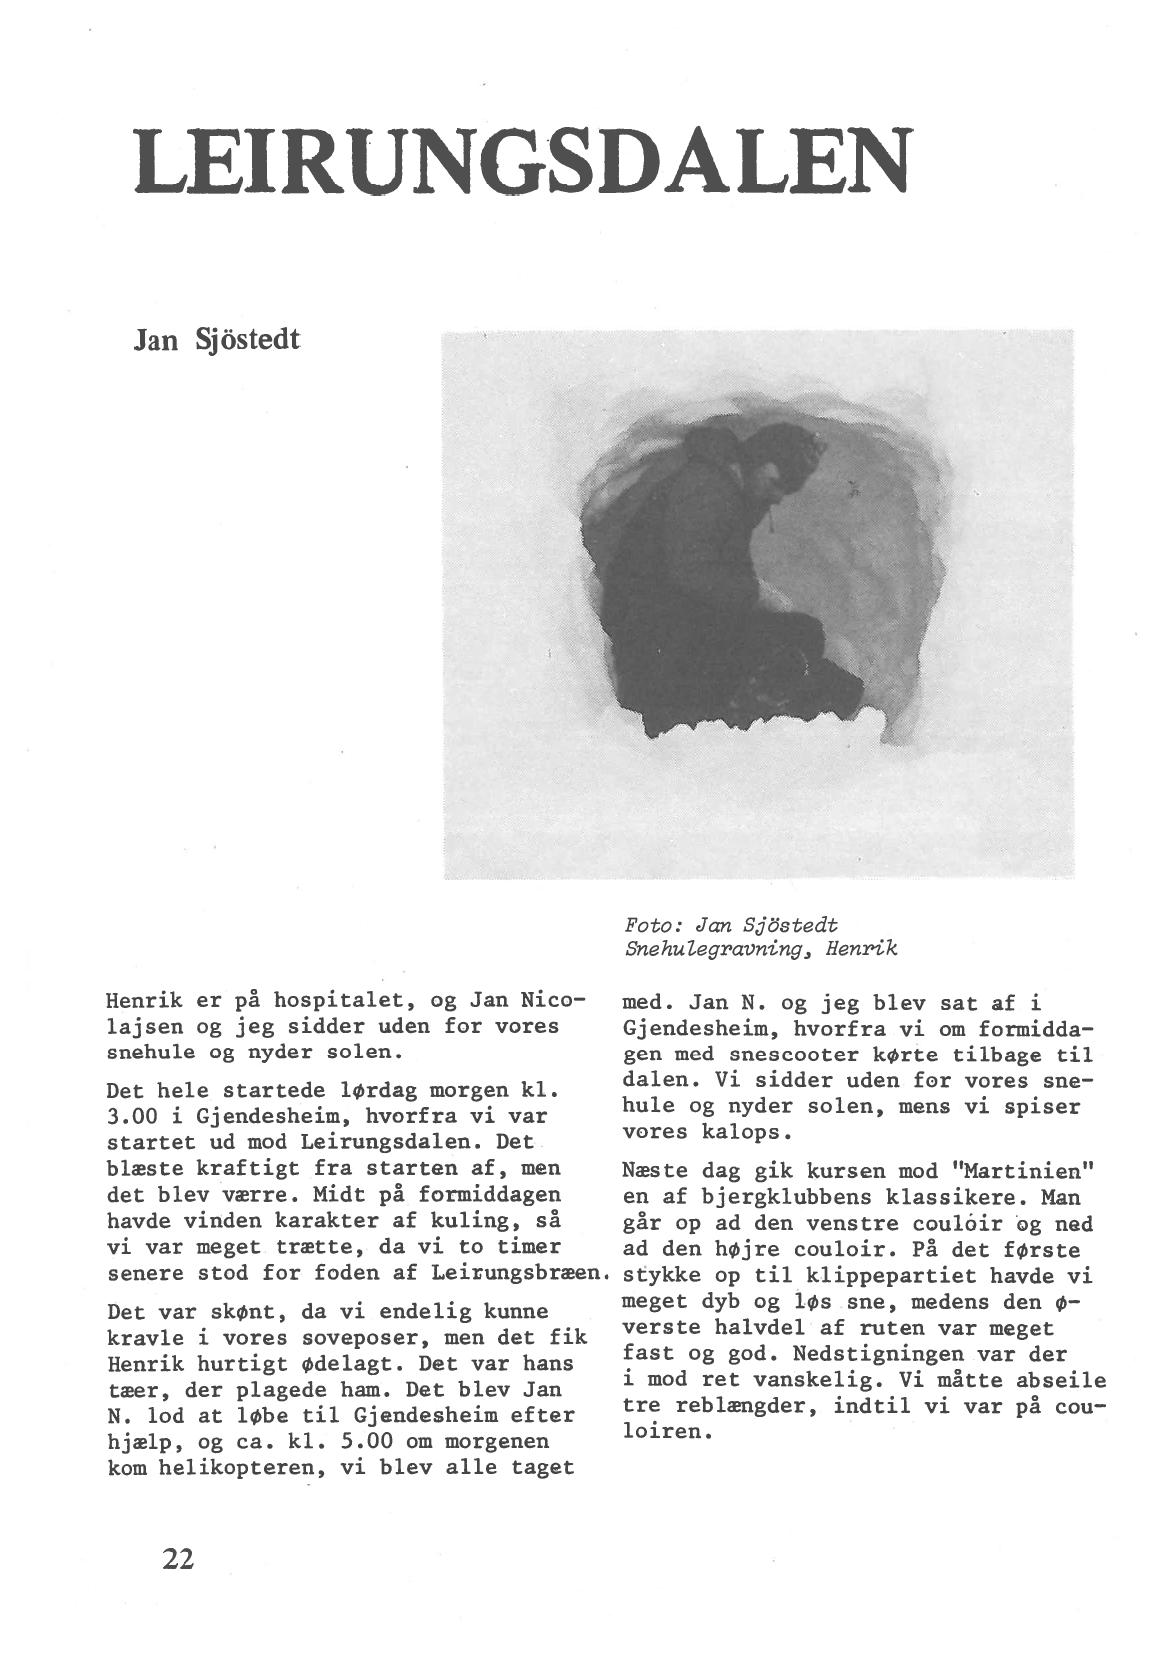 LEIRUNGSDALEN
Jan Sjöstedt
Foto: Jan Sjöstedt
Snehulegravning, Henrik
Henrik er på hospitalet, og Jan Nico-
lajsen og jeg sidder uden for vores
snehule og nyder solen.
Det hele startede lørdag morgen kl.
3.00 i Gjendesheim, hvorfra vi var
startet ud mod Leirungsdalen. Det
blæste kraftigt fra starten af, men
det blev værre. Midt på formiddagen
havde vinden karakter af kuling, så
vi var meget trætte, da vi to timer
senere stod for foden af Leirungsbræen.
Det var skønt, da vi endelig kunne
kravle i vores soveposer, men det fik
Henrik hurtigt ødelagt. Det var hans
tæer, der plagede ham. Det blev Jan
N. lod at løbe til Gjendesheim efter
hjælp, og ca. kl. 5.00 om morgenen
kom helikopteren, vi blev alle taget
med. Jan N. og jeg blev sat af i
Gjendesheim, hvorfra vi om formidda-
gen med snescooter kørte tilbage til
dalen. Vi sidder uden for vores sne-
hule og nyder solen, mens vi spiser
vores kalops.
Næste dag gik kursen mod "Martinien"
en af bjergklubbens klassikere. Man
går op ad den venstre coulóir og ned
ad den højre couloir. På det første
stykke op til klippepartiet havde vi
meget dyb og løs sne, medens den ø-
verste halvdel af ruten var meget
fast og god. Nedstigningen var der
i mod ret vanskelig. Vi måtte abseile
tre reblængder, indtil vi var på cou-
loiren.
22